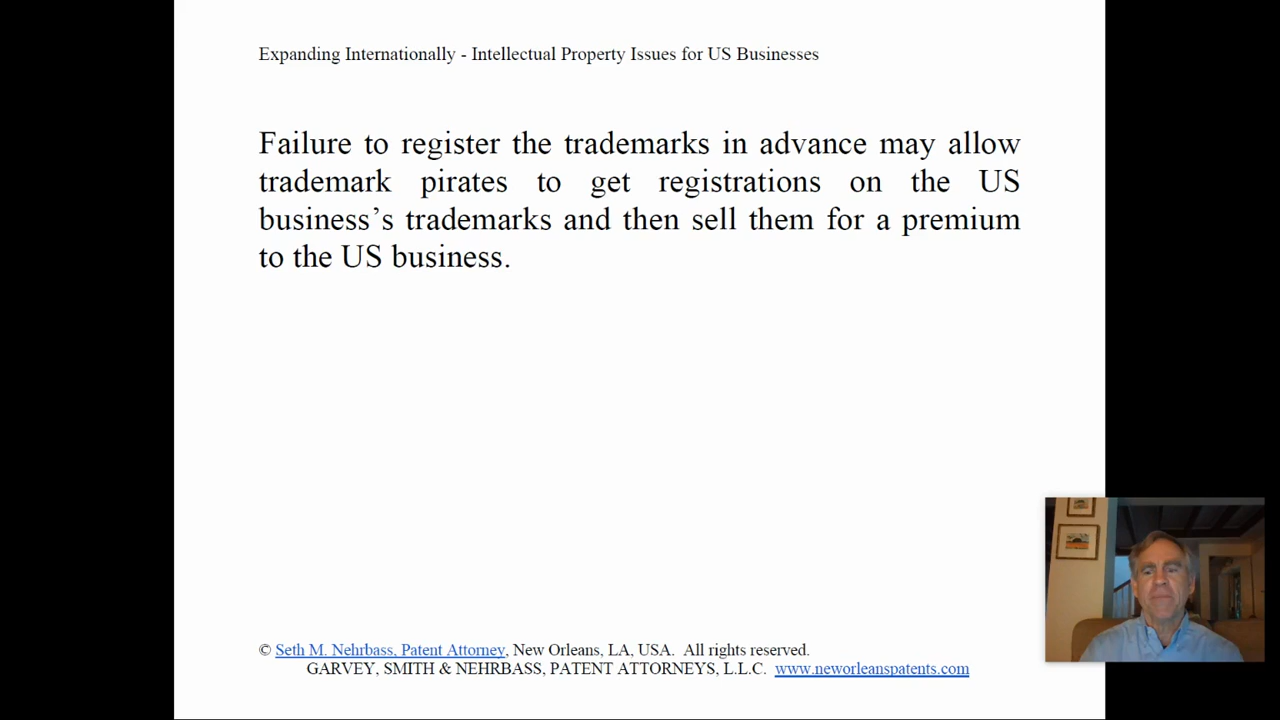 Expanding Internationally - Intellectual Property Issues for US Businesses
Failure to register the trademarks in advance may allow
trademark pirates to get registrations on the US
business’s trademarks and then sell them for a premium
to the US business.
© Seth M. Nehrbass, Patent Attorney, New Orleans, LA, USA. All rights reserved.
GARVEY, SMITH & NEHRBASS, PATENT ATTORNEYS, L.L.C. www.neworleanspatents.com